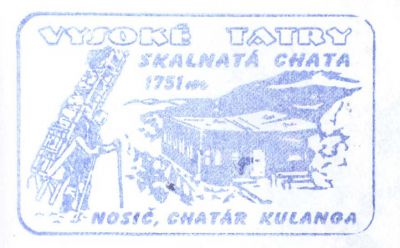 VYSOKÉ TATRY
SKALNATÁ CHATA
1751 m
NOSIČ, CHATÁR KULANGA